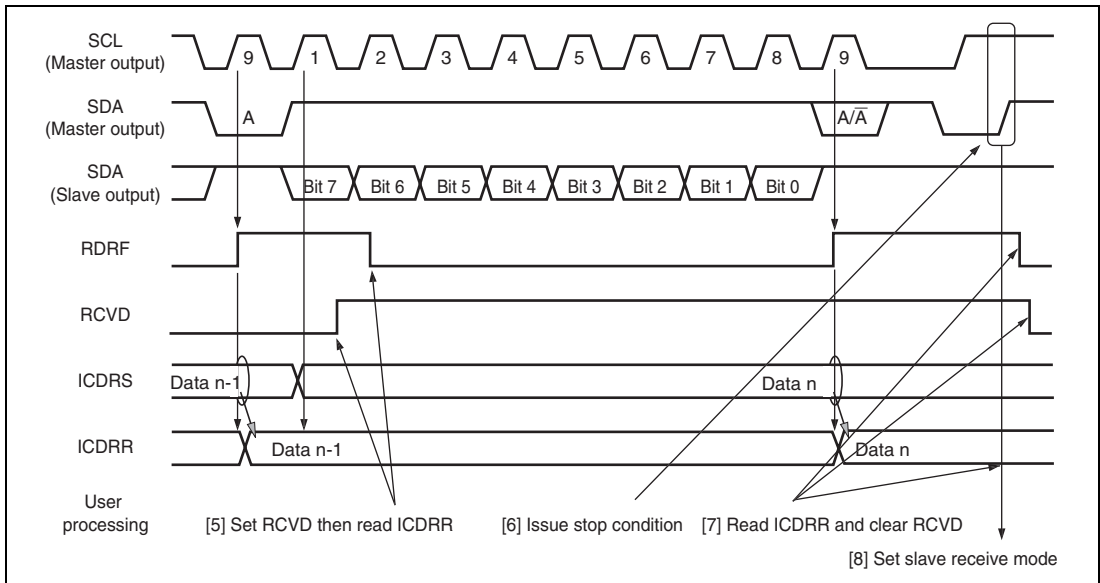 SCL
(Master output)
9 1 2 3 4 5 6 7 8 9
SDA
(Master output)
A A/A̅
SDA
(Slave output)
Bit 7 Bit 6 Bit 5 Bit 4 Bit 3 Bit 2 Bit 1 Bit 0
RDRF
RCVD
ICDRS
Data n-1 Data n
ICDRR
Data n-1 Data n
User
processing
[5] Set RCVD then read ICDRR [6] Issue stop condition [7] Read ICDRR and clear RCVD
[8] Set slave receive mode